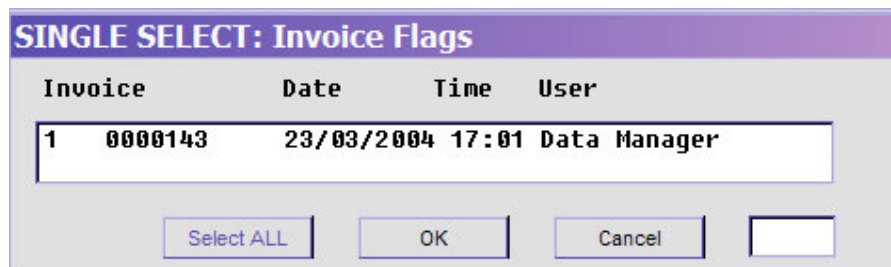 SINGLE SELECT: Invoice Flags
Invoice Date Time User
1 0000143 23/03/2004 17:01 Data Manager
Select ALL OK Cancel